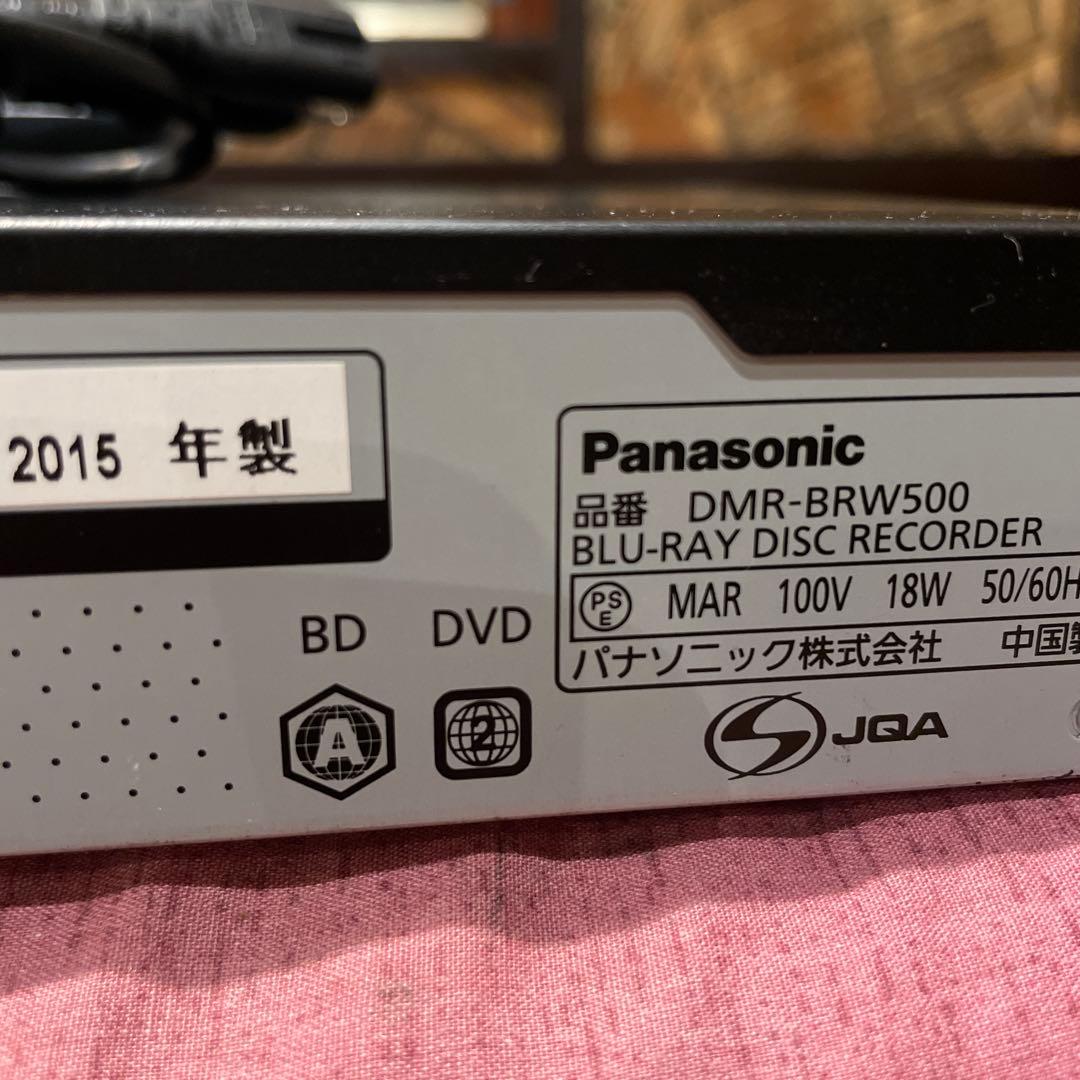 2015 年製
BD DVD
A
2
Panasonic
品番 DMR-BRW500
BLU-RAY DISC RECORDER
PS
E
MAR 100V 18W 50/60H
パナソニック株式会社 中国製
JQA